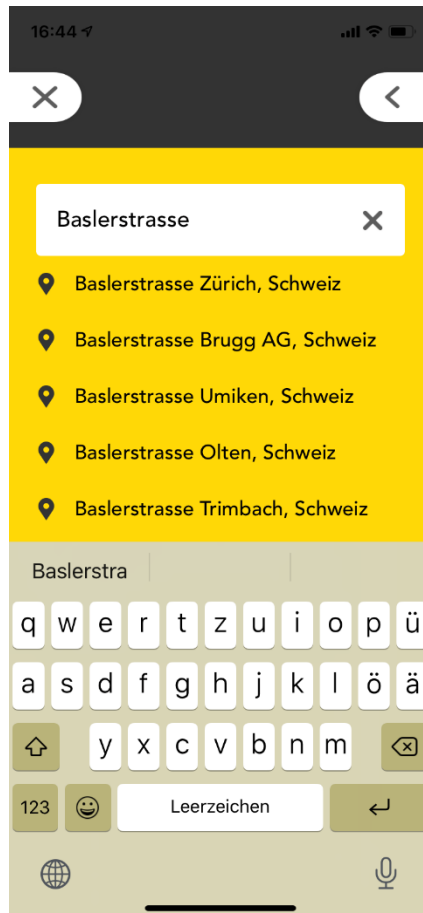 16:44
Baslerstrasse
Baslerstrasse Zürich, Schweiz
Baslerstrasse Brugg AG, Schweiz
Baslerstrasse Umiken, Schweiz
Baslerstrasse Olten, Schweiz
Baslerstrasse Trimbach, Schweiz
Baslerstra
q w e r t z u i o p ü
a s d f g h j k l ö ä
y x c v b n m
123 Leerzeichen